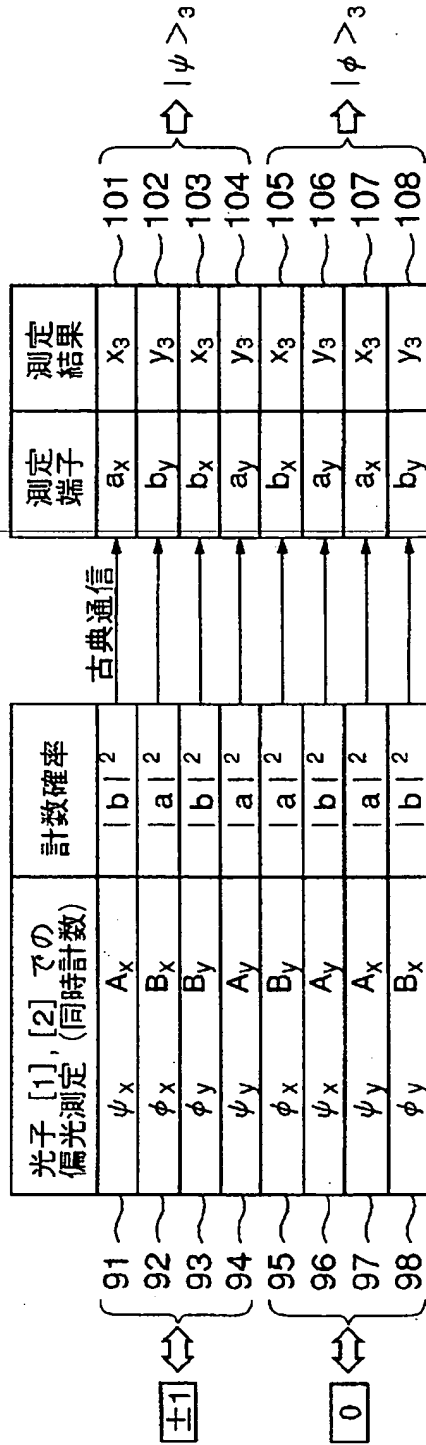 光子 [1], [2] での
偏光測定 (同時計数)
計数確率
古典通信
測定
端子
測定
結果
±1
91 ψx Ax |b|² ax x₃ 101
92 φx Bx |a|² by y₃ 102
93 φy By |b|² bx x₃ 103
94 ψy Ay |a|² ay y₃ 104
|ψ>₃
0
95 φx By |a|² bx x₃ 105
96 ψx Ay |b|² ay y₃ 106
97 ψy Ax |a|² ax x₃ 107
98 φy Bx |b|² by y₃ 108
|φ>₃